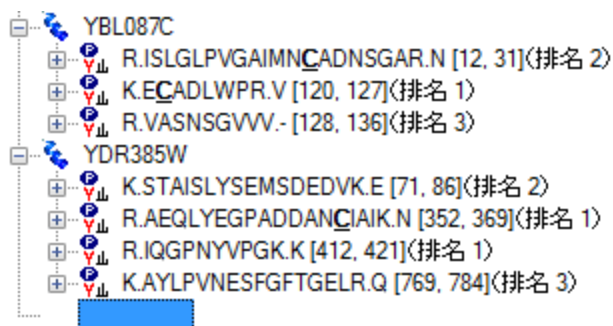 YBL087C
R.ISLGLPVGAIMNCADNSGAR.N [12, 31](排名 2)
K.ECADLWPR.V [120, 127](排名 1)
R.VASNSGVVV.- [128, 136](排名 3)
YDR385W
K.STAISLYSEMSDEDVK.E [71, 86](排名 2)
R.AEQLYEGPADDANCIAIK.N [352, 369](排名 1)
R.IQGPNYVPGK.K [412, 421](排名 1)
K.AYLPVNESFGFTGELR.Q [769, 784](排名 3)